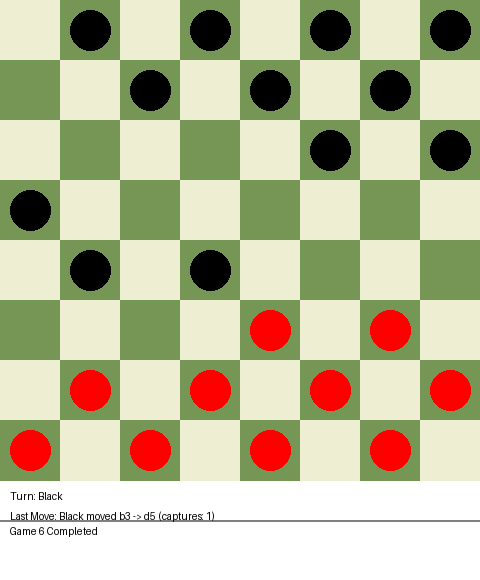 Turn: Black
Last Move: Black moved b3 -> d5 (captures: 1)
Game 6 Completed